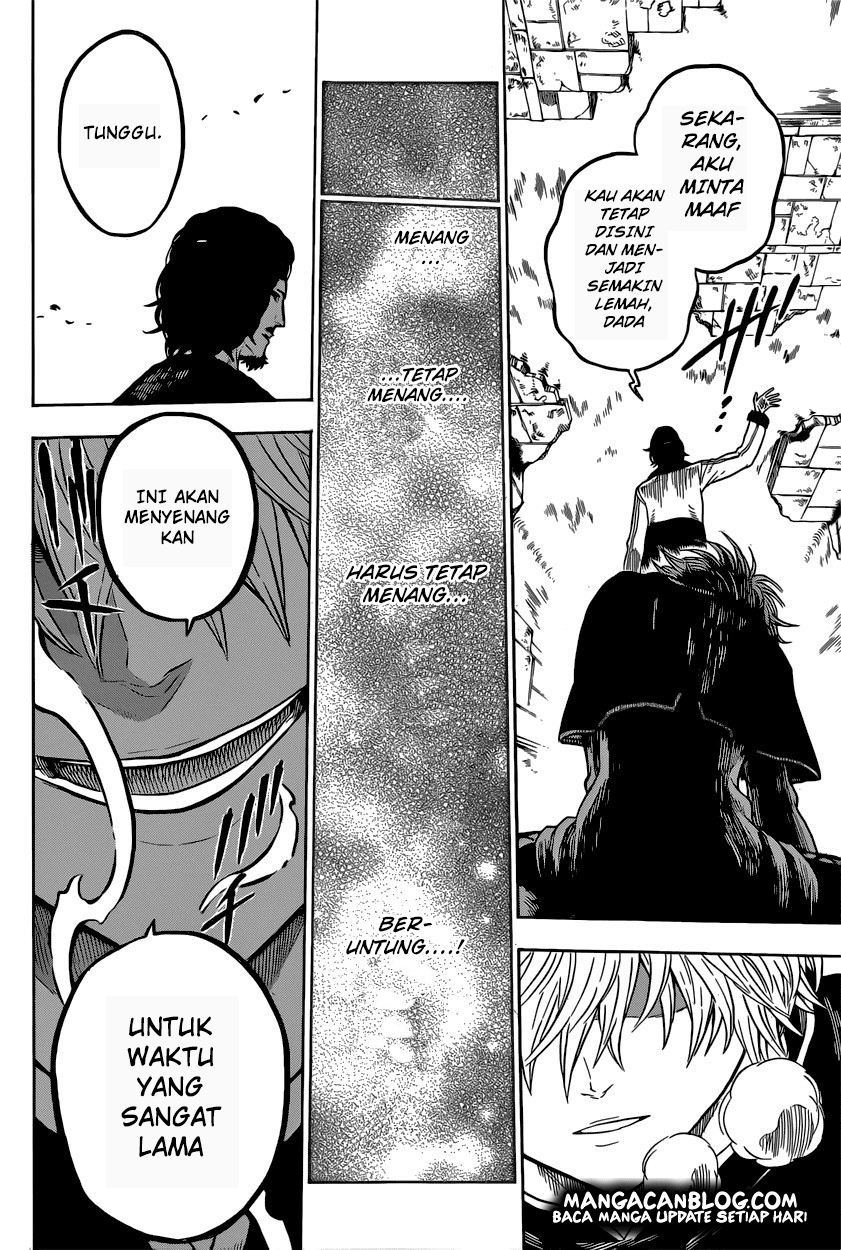 SEKA-
RANG,
AKU
MINTA
MAAF
KAU AKAN
TETAP
DISINI
DAN MEN-
JADI
SEMAKIN
LEMAH,
DADA
MENANG
...
...TETAP
MENANG....
HARUS TETAP
MENANG...
BER-
UNTUNG....!
TUNGGU.
INI AKAN
MENYENANG
KAN
UNTUK
WAKTU
YANG
SANGAT
LAMA
MANGACANBLOG.COM
BACA MANGA UPDATE SETIAP HARI